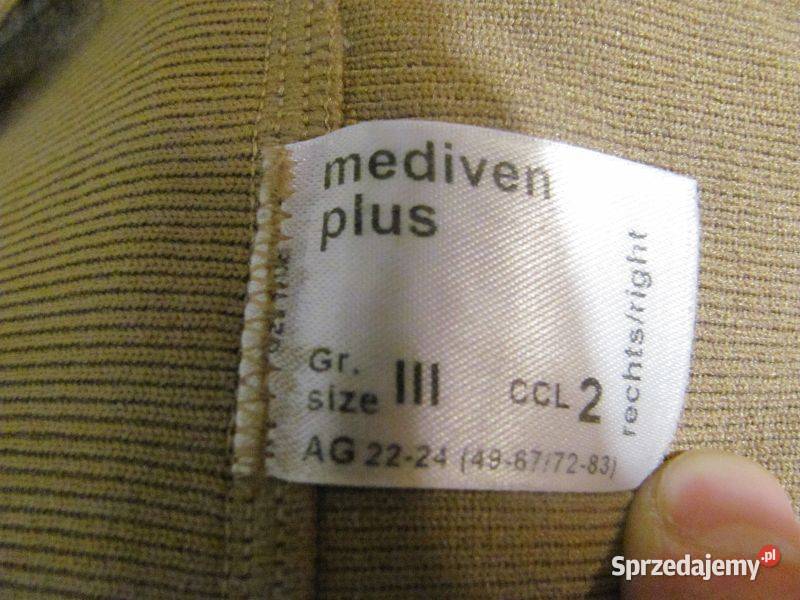 mediven
plus
Gr.
size III CCL 2
AG 22-24 (49-67/72-83)
rechts/right
Sprzedajemy.pl